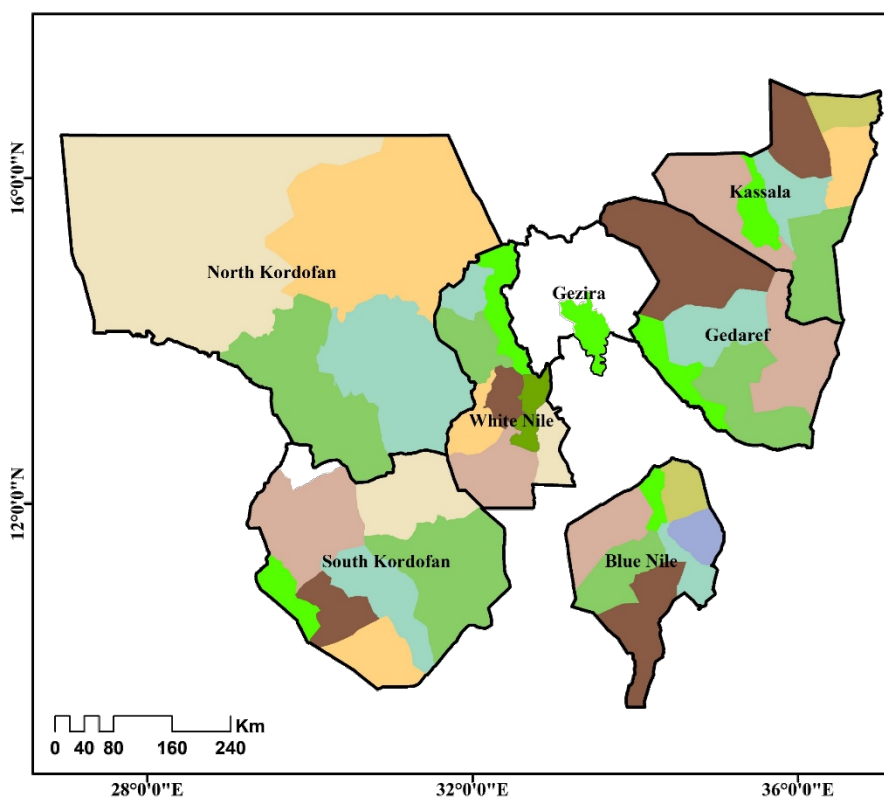 16°0'0"N
12°0'0"N
Kassala
North Kordofan
Gezira
Gedaref
White Nile
South Kordofan
Blue Nile
Km
0 40 80 160 240
28°0'0"E 32°0'0"E 36°0'0"E